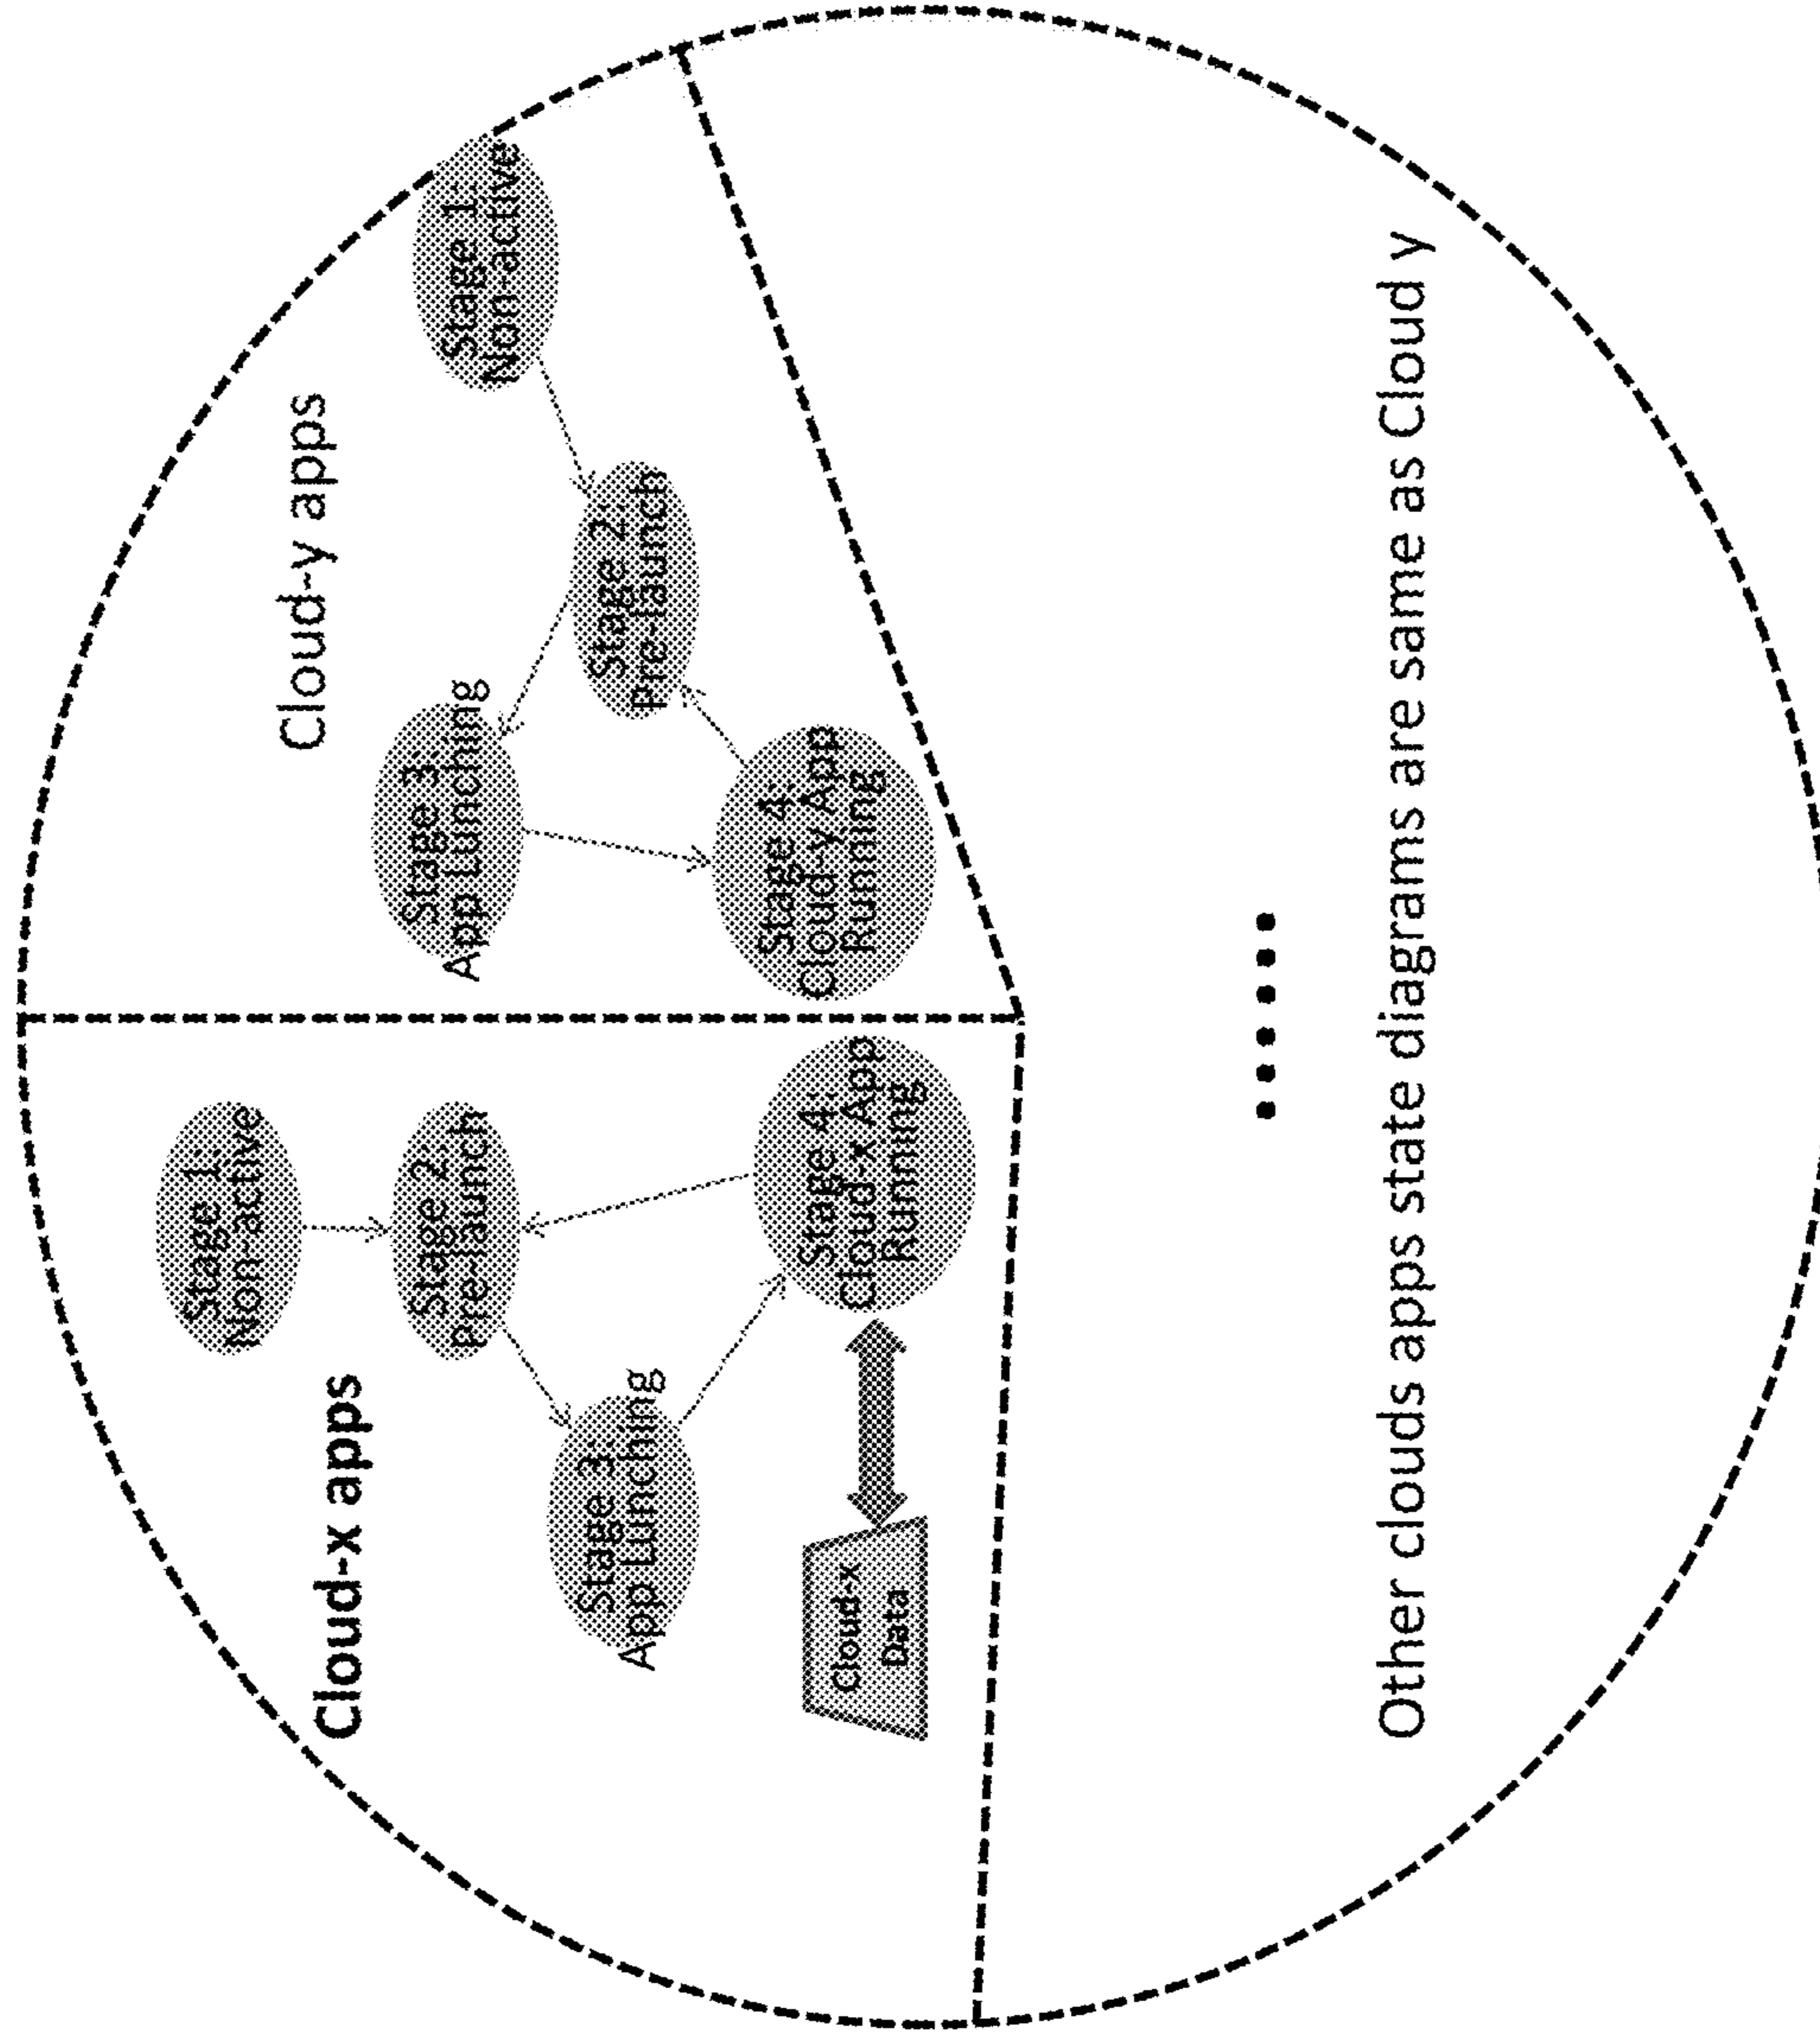 Cloud-x apps
Stage 1:
Non-active
Stage 2:
Pre-launch
Stage 3:
App Lunching
Stage 4:
Cloud-x App
Running
Cloud-x
Data
Cloud-y apps
Stage 1:
Non-active
Stage 2:
Pre-launch
Stage 3:
App Lunching
Stage 4:
Cloud-y App
Running
Other clouds apps state diagrams are same as Cloud y